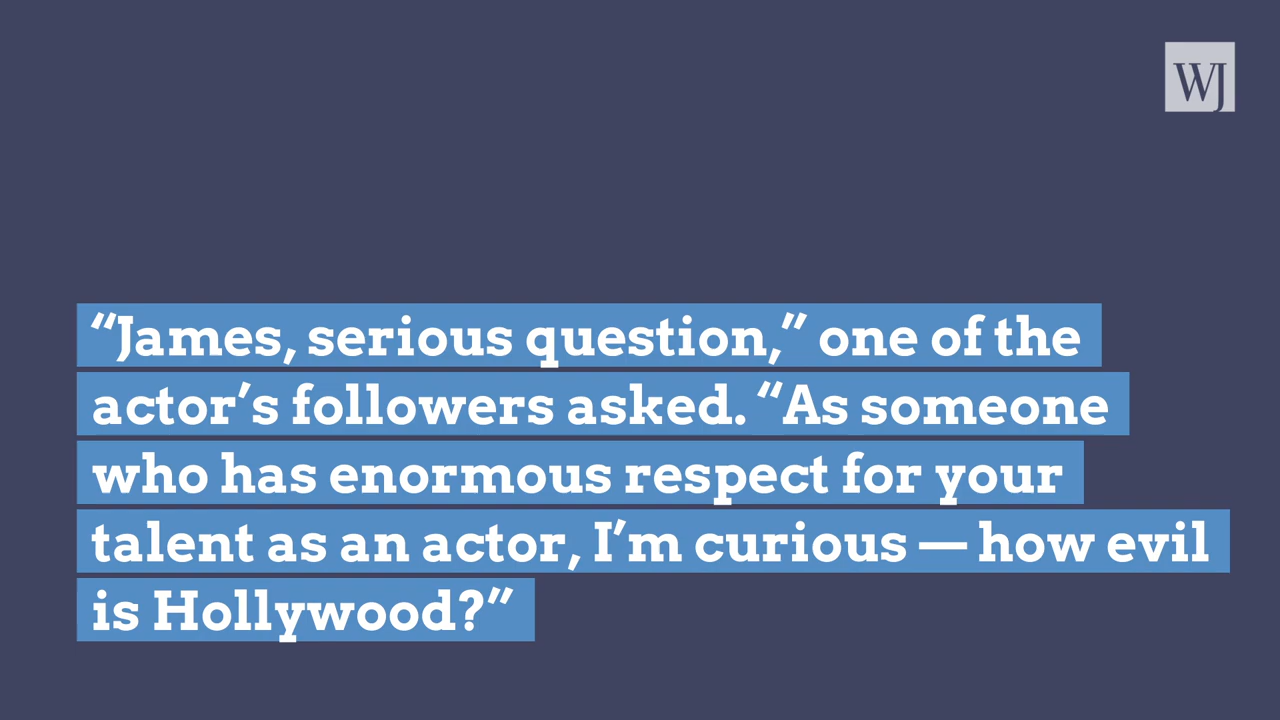 WJ
“James, serious question,” one of the
actor’s followers asked. “As someone
who has enormous respect for your
talent as an actor, I’m curious — how evil
is Hollywood?”